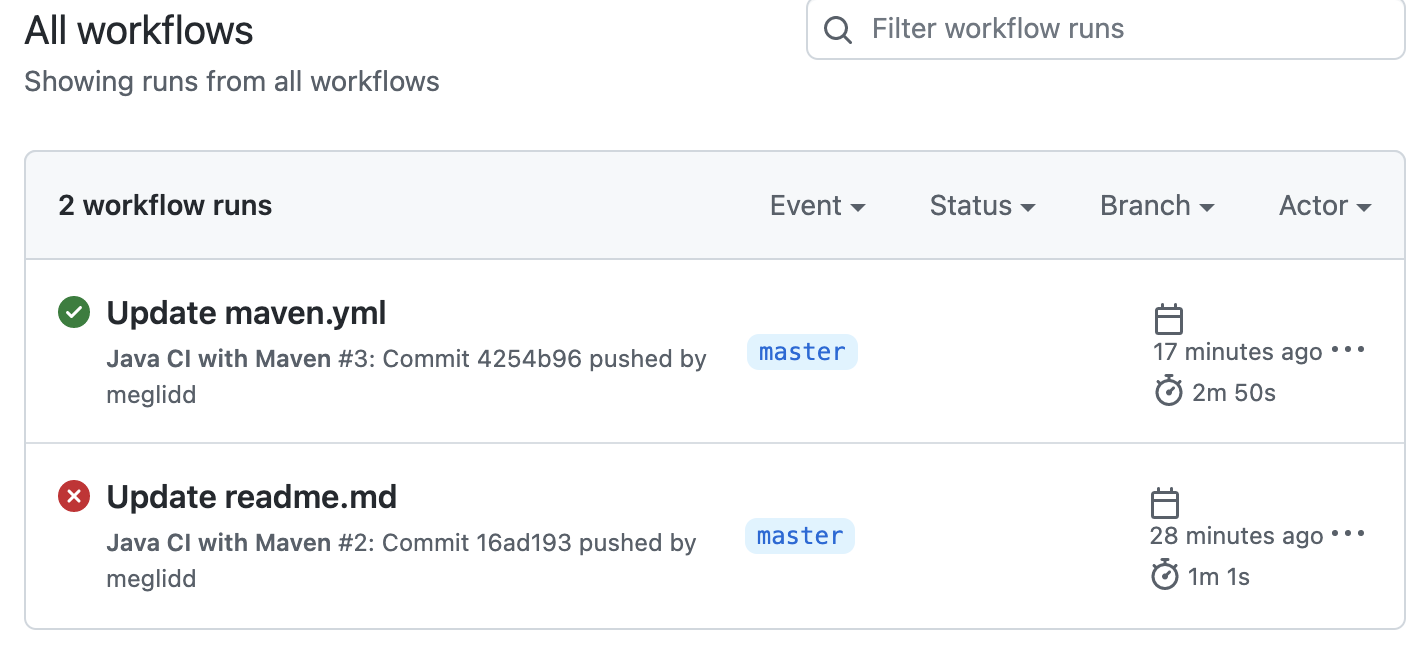 All workflows
Filter workflow runs
Showing runs from all workflows
2 workflow runs
Event
Status
Branch
Actor
Update maven.yml
Java CI with Maven #3: Commit 4254b96 pushed by
meglidd
master
17 minutes ago
2m 50s
Update readme.md
Java CI with Maven #2: Commit 16ad193 pushed by
meglidd
master
28 minutes ago
1m 1s